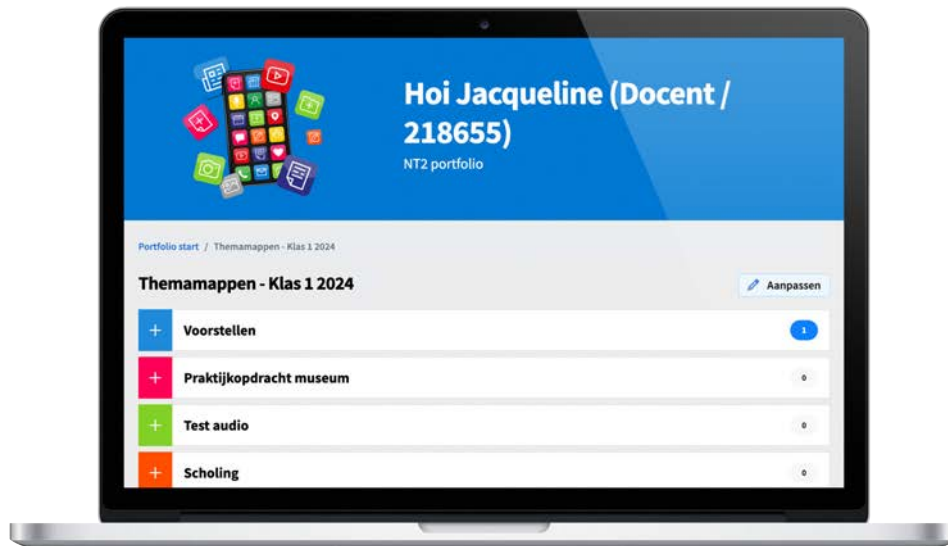 Hoi Jacqueline (Docent /
218655)
NT2 portfolio
Portfolio start / Themamappen - Klas 1 2024
Themamappen - Klas 1 2024
Aanpassen
+ Voorstellen 1
+ Praktijkopdracht museum 0
+ Test audio 0
+ Scholing 0